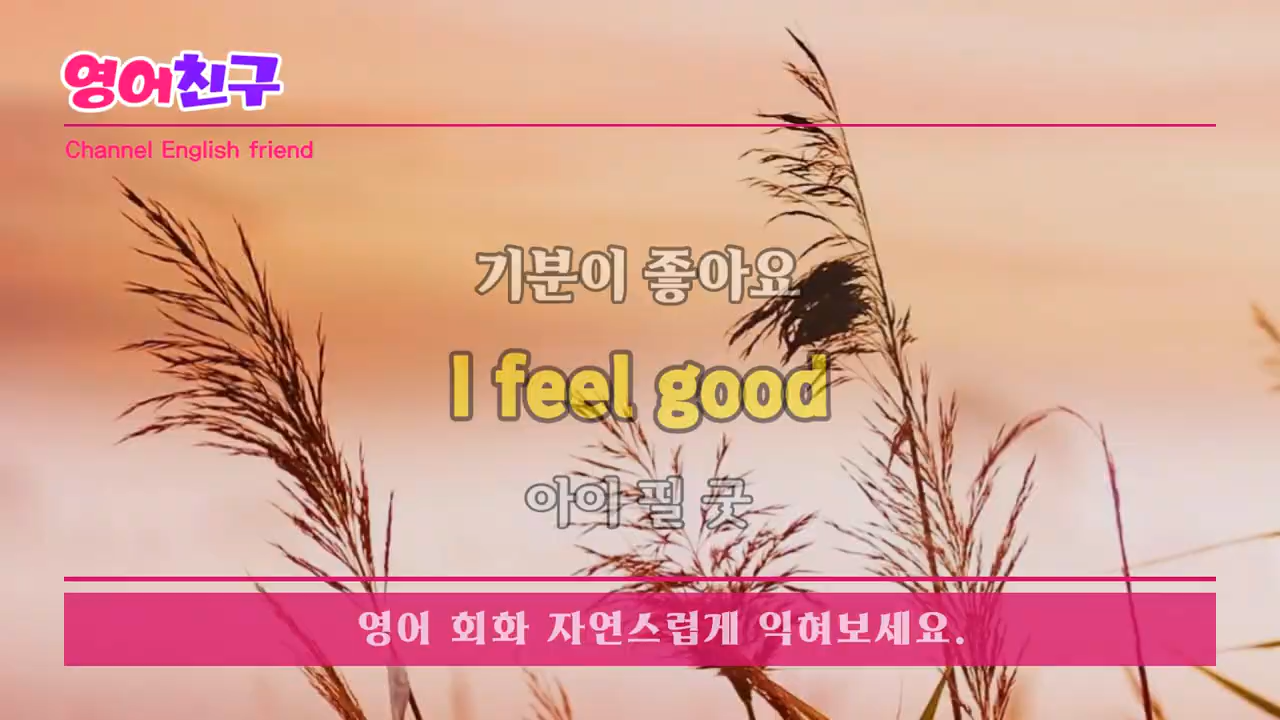 영어친구
Channel English friend
기분이 좋아요
I feel good
아이 필 굿
영어 회화 자연스럽게 익혀보세요.